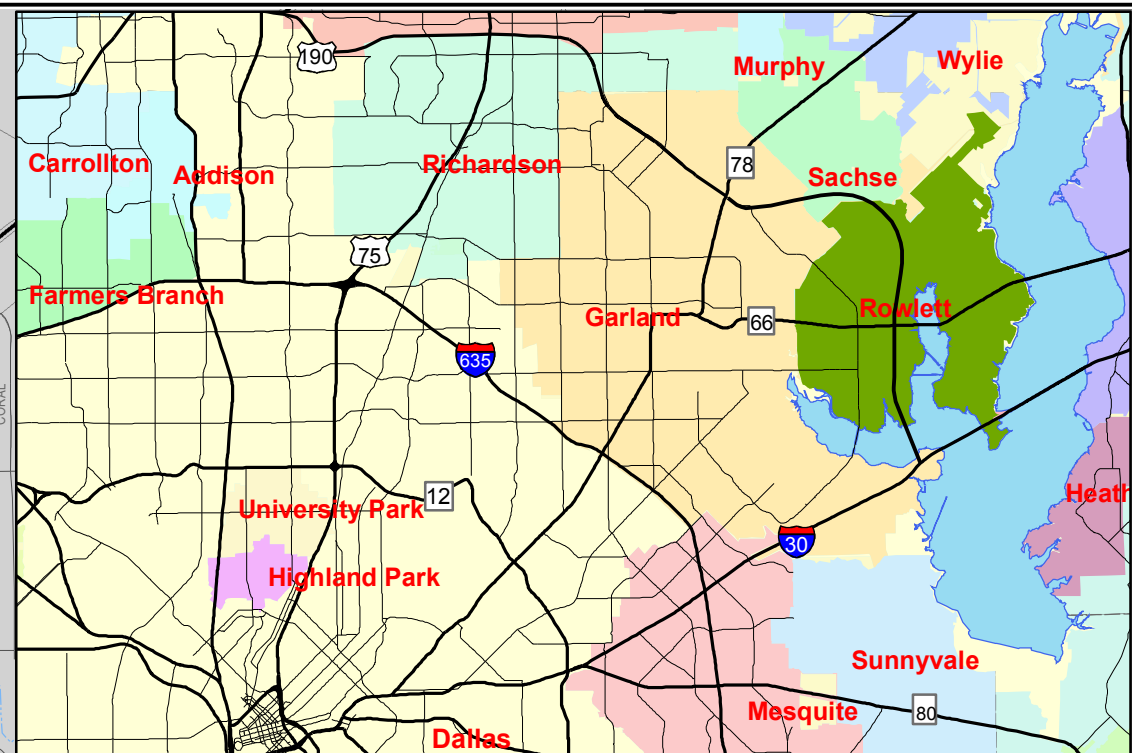 190
Murphy
Wylie
Carrollton
Addison
Richardson
78
Sachse
75
Farmers Branch
Garland
66
Rowlett
635
CORAL
University Park
12
Heath
30
Highland Park
Sunnyvale
Mesquite
80
Dallas